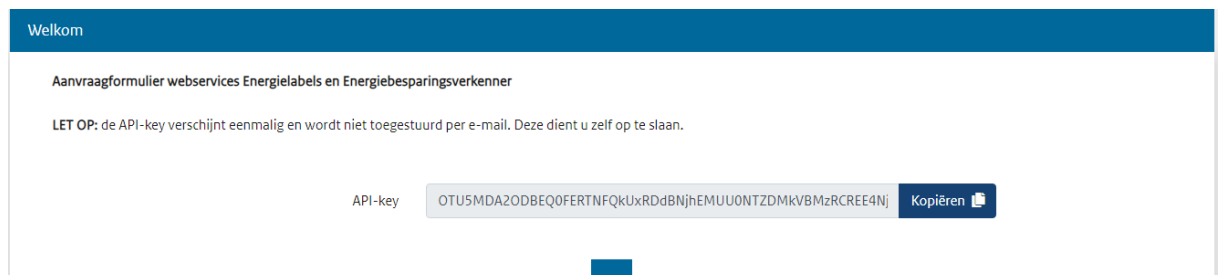 Welkom
Aanvraagformulier webservices Energielabels en Energiebesparingsverkenner
LET OP: de API-key verschijnt eenmalig en wordt niet toegestuurd per e-mail. Deze dient u zelf op te slaan.
API-key OTU5MDA2ODBEQ0FERTNFQkUxRDdBNjhEMUU0NTZDMkVBMzRCREE4Nj Kopiëren